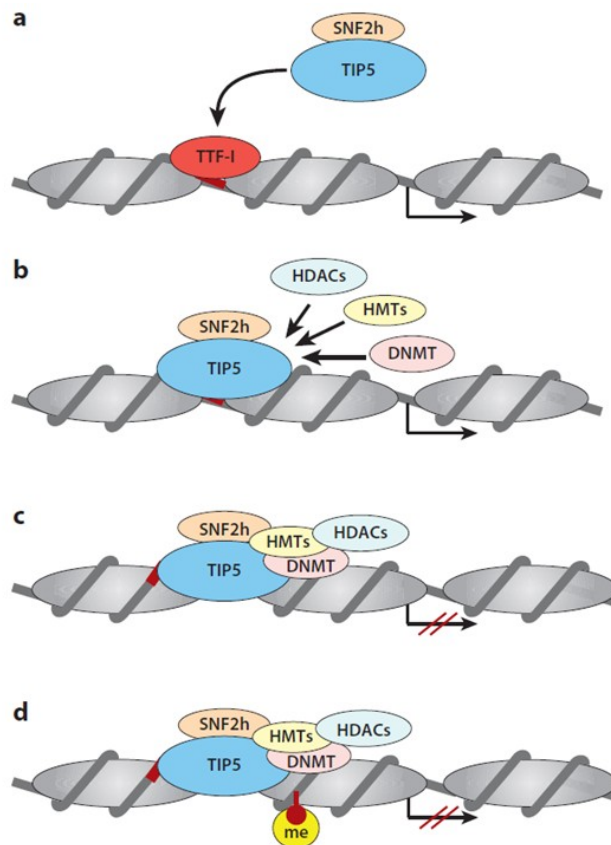 a
SNF2h
TIP5
TTF-I
b
HDACs
HMTs
SNF2h
DNMT
TIP5
c
SNF2h
HMTs
HDACs
TIP5
DNMT
d
SNF2h
HMTs
HDACs
TIP5
DNMT
me